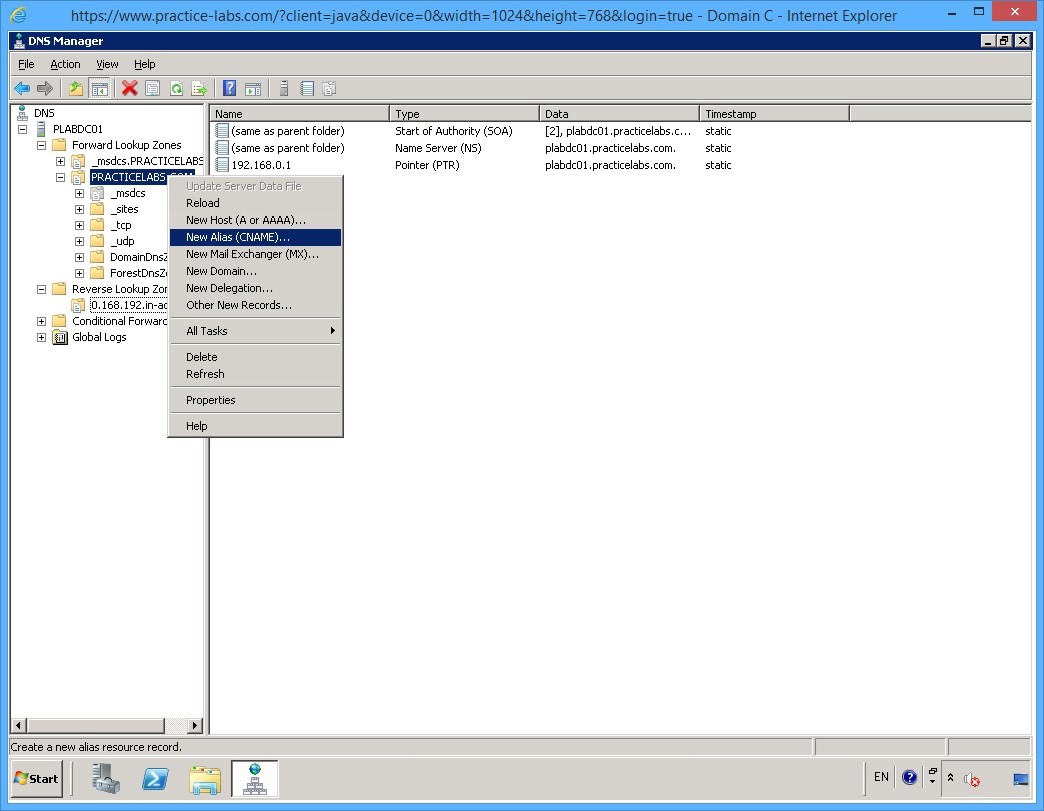 https://www.practice-labs.com/?client=java&device=0&width=1024&height=768&login=true - Domain C - Internet Explorer
DNS Manager
File Action View Help
DNS
PLABDC01
Forward Lookup Zones
_msdcs.PRACTICELABS
PRACTICELABS.COM
_msdcs
_sites
_tcp
_udp
DomainDnsZ
ForestDnsZo
Reverse Lookup Zon
0.168.192.in-ad
Conditional Forward
Global Logs
Name Type Data Timestamp
(same as parent folder) Start of Authority (SOA) [2], plabdc01.practicelabs.c... static
(same as parent folder) Name Server (NS) plabdc01.practicelabs.com. static
192.168.0.1 Pointer (PTR) plabdc01.practicelabs.com. static
Update Server Data File
Reload
New Host (A or AAAA)...
New Alias (CNAME)...
New Mail Exchanger (MX)...
New Domain...
New Delegation...
Other New Records...
All Tasks
Delete
Refresh
Properties
Help
Create a new alias resource record.
Start
EN